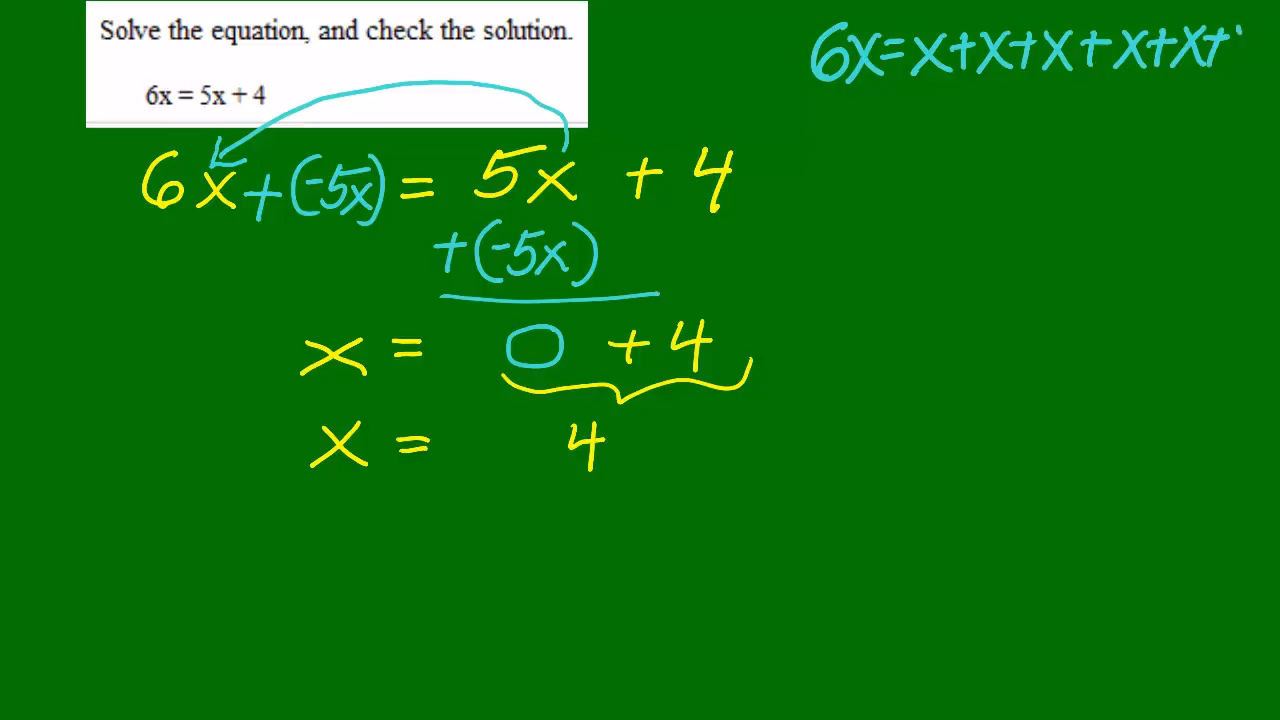 Solve the equation, and check the solution.
6x = 5x + 4
6x=x+x+x+x+x+
6x+(-5x) = 5x + 4
+(-5x)
x = 0 + 4
x = 4